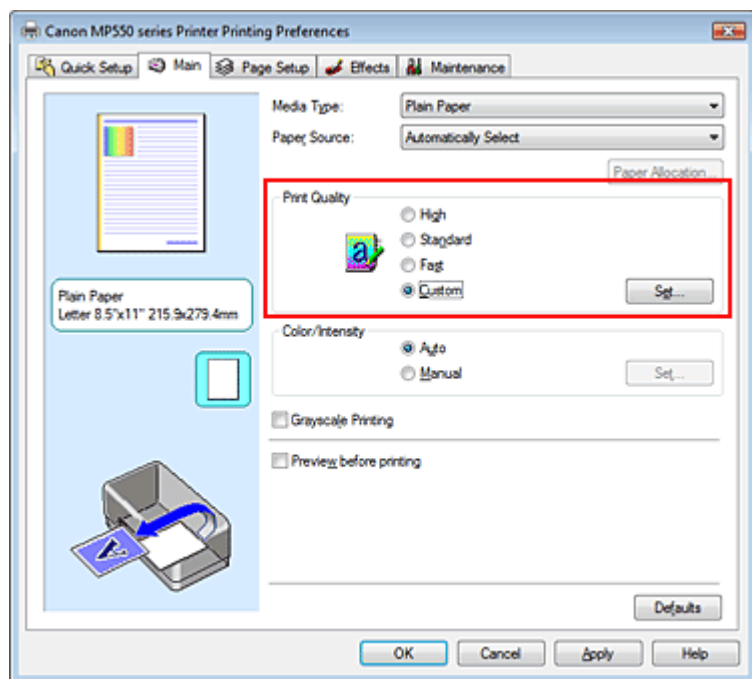 Canon MP550 series Printer Printing Preferences
Quick Setup Main Page Setup Effects Maintenance
Media Type: Plain Paper
Paper Source: Automatically Select
Paper Allocation...
Print Quality
High
Standard
a
Fast
Custom Set...
Plain Paper
Letter 8.5"x11" 215.9x279.4mm
Color/Intensity
Auto
Manual Set...
Grayscale Printing
Preview before printing
A
Defaults
OK Cancel Apply Help